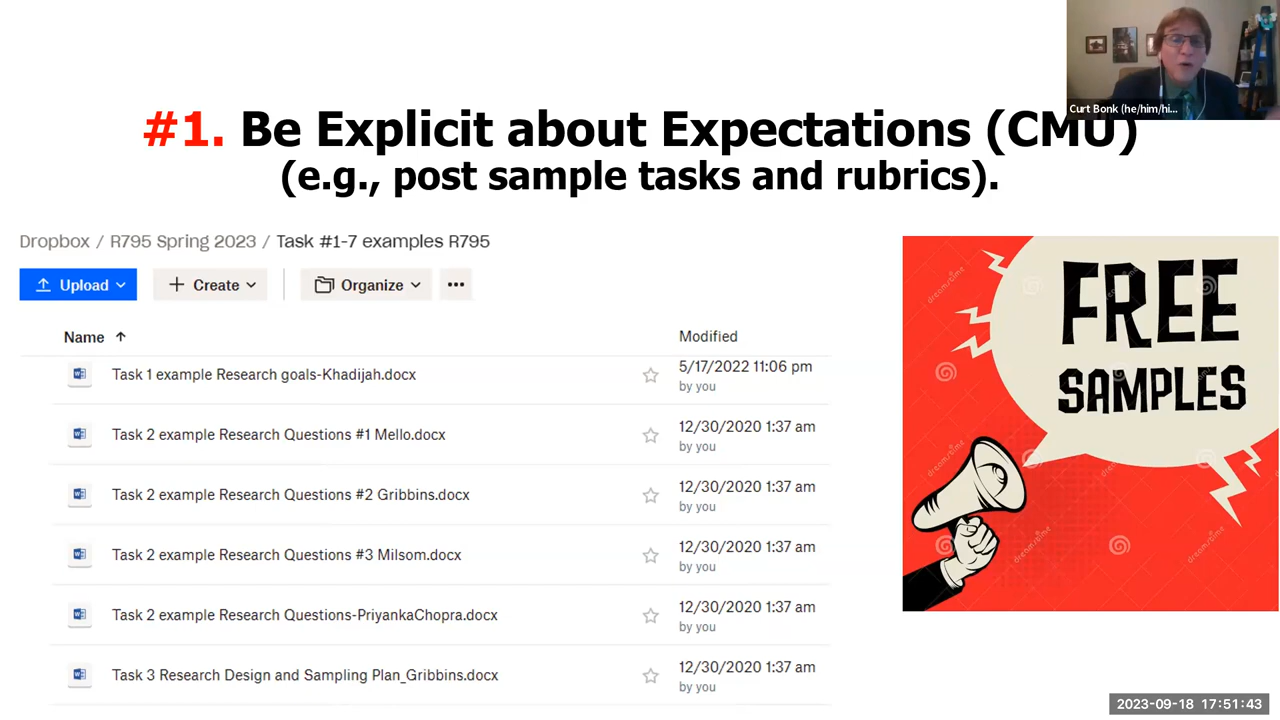 Curt Bonk (he/him/hi...
#1. Be Explicit about Expectations (CMU)
(e.g., post sample tasks and rubrics).
Dropbox / R795 Spring 2023 / Task #1-7 examples R795
Upload
Create
Organize
Name
Modified
Task 1 example Research goals-Khadijah.docx
5/17/2022 11:06 pm
by you
Task 2 example Research Questions #1 Mello.docx
12/30/2020 1:37 am
by you
Task 2 example Research Questions #2 Gribbins.docx
12/30/2020 1:37 am
by you
Task 2 example Research Questions #3 Milsom.docx
12/30/2020 1:37 am
by you
Task 2 example Research Questions-PriyankaChopra.docx
12/30/2020 1:37 am
by you
Task 3 Research Design and Sampling Plan_Gribbins.docx
12/30/2020 1:37 am
by you
FREE
SAMPLES
dreamstime
dreamstime
dreamstime
dreamstime
2023-09-18 17:51:43